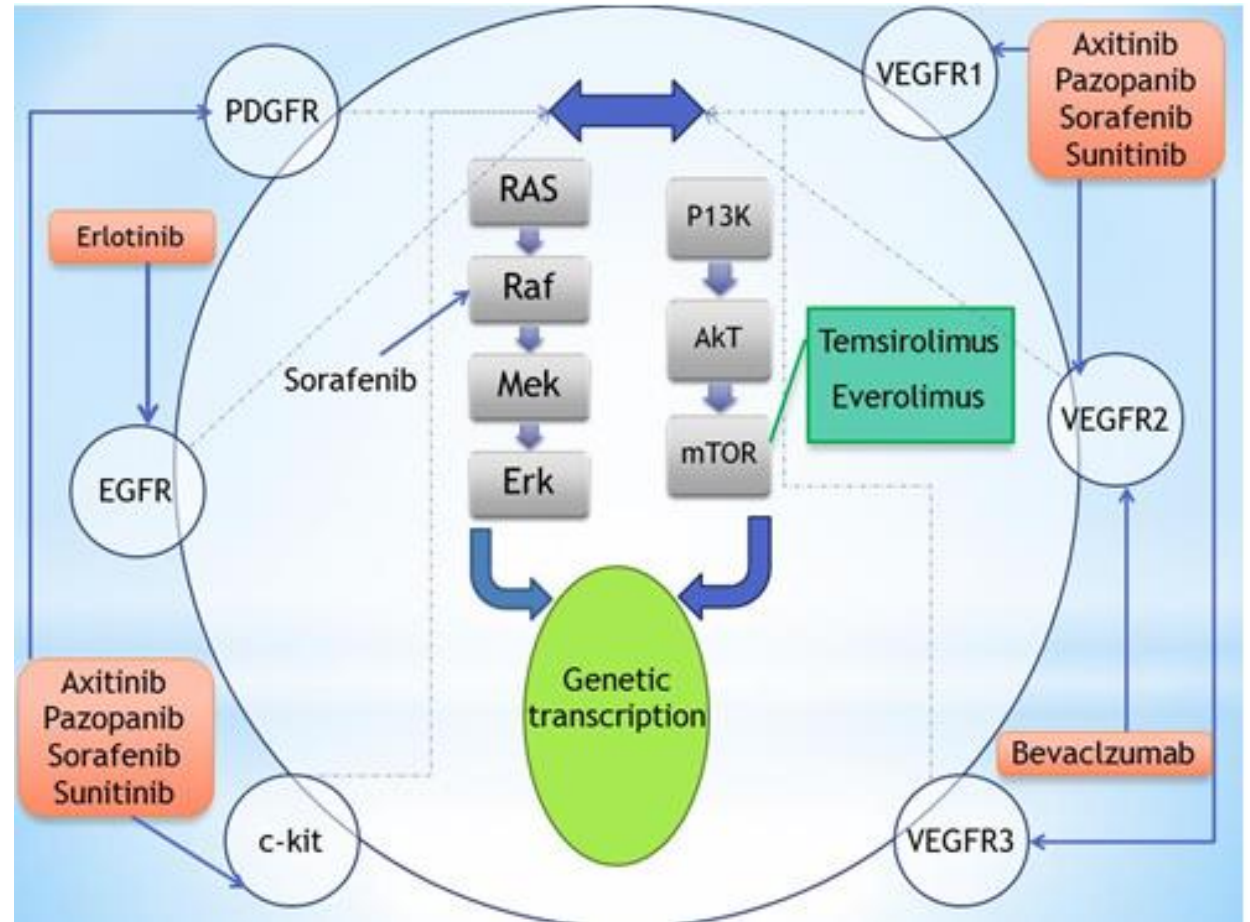 PDGFR
VEGFR1
Axitinib
Pazopanib
Sorafenib
Sunitinib
RAS
P13K
Erlotinib
Raf
AkT
Temsirolimus
Everolimus
Sorafenib
Mek
mTOR
VEGFR2
EGFR
Erk
Genetic
transcription
Axitinib
Pazopanib
Sorafenib
Sunitinib
Bevaclzumab
c-kit
VEGFR3